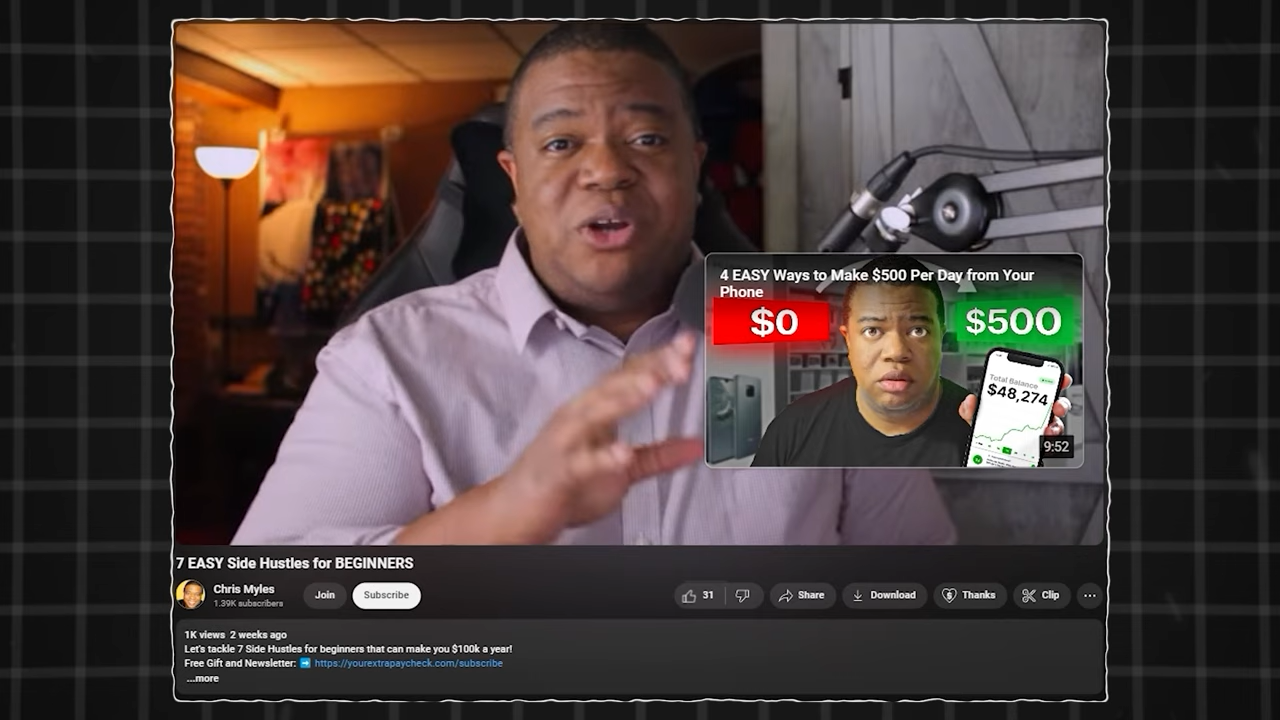 4 EASY Ways to Make $500 Per Day from Your
Phone
$0
$500
Total Balance
$48,274
9:52
7 EASY Side Hustles for BEGINNERS
Chris Myles
1.39K subscribers
Join
Subscribe
31
Share
Download
Thanks
Clip
1K views 2 weeks ago
Let's tackle 7 Side Hustles for beginners that can make you $100k a year!
Free Gift and Newsletter: ➡️ https://yourextrapaycheck.com/subscribe
...more